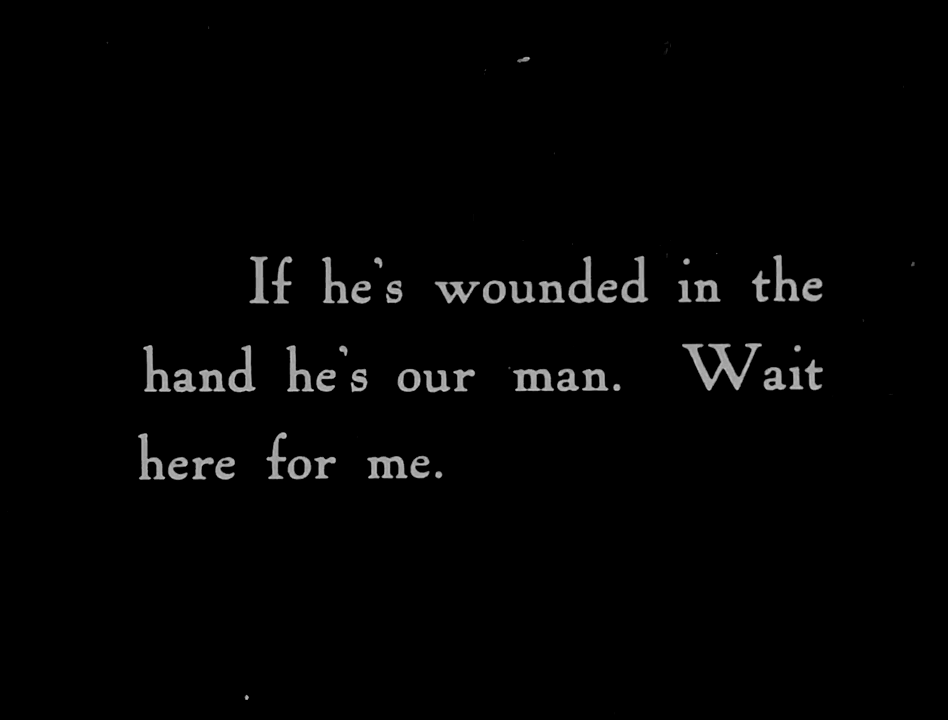 If he's wounded in the
hand he's our man. Wait
here for me.